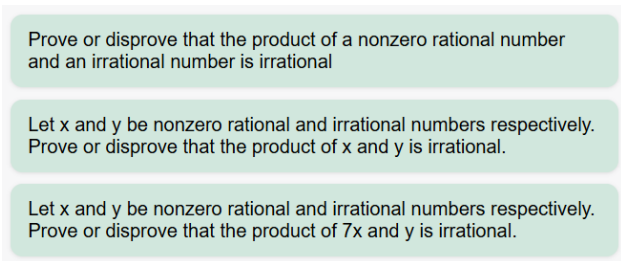 Prove or disprove that the product of a nonzero rational number
and an irrational number is irrational
Let x and y be nonzero rational and irrational numbers respectively.
Prove or disprove that the product of x and y is irrational.
Let x and y be nonzero rational and irrational numbers respectively.
Prove or disprove that the product of 7x and y is irrational.